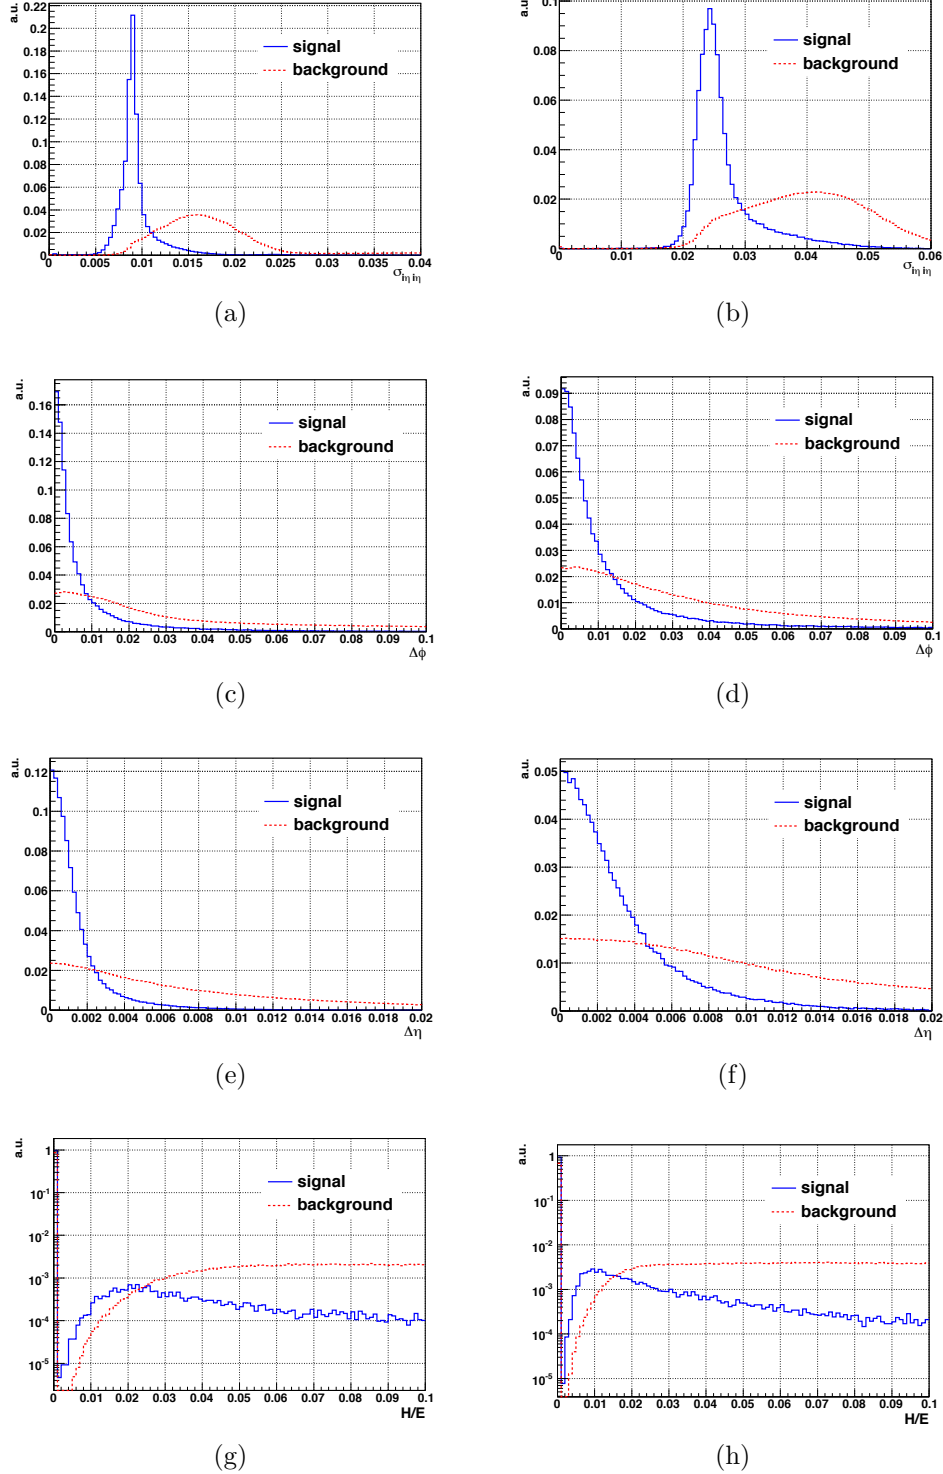 a.u.
0.22
0.2
0.18
0.16
0.14
0.12
0.1
0.08
0.06
0.04
0.02
0
signal
background
0 0.005 0.01 0.015 0.02 0.025 0.03 0.035 0.04
σiη iη
(a)
a.u.
0.1
0.08
0.06
0.04
0.02
0
signal
background
0 0.01 0.02 0.03 0.04 0.05 0.06
σiη iη
(b)
a.u.
0.16
0.14
0.12
0.1
0.08
0.06
0.04
0.02
0
signal
background
0 0.01 0.02 0.03 0.04 0.05 0.06 0.07 0.08 0.09 0.1
Δϕ
(c)
a.u.
0.09
0.08
0.07
0.06
0.05
0.04
0.03
0.02
0.01
0
signal
background
0 0.01 0.02 0.03 0.04 0.05 0.06 0.07 0.08 0.09 0.1
Δϕ
(d)
a.u.
0.12
0.1
0.08
0.06
0.04
0.02
0
signal
background
0 0.002 0.004 0.006 0.008 0.01 0.012 0.014 0.016 0.018 0.02
Δη
(e)
a.u.
0.05
0.04
0.03
0.02
0.01
0
signal
background
0 0.002 0.004 0.006 0.008 0.01 0.012 0.014 0.016 0.018 0.02
Δη
(f)
a.u.
1
10-1
10-2
10-3
10-4
10-5
signal
background
0 0.01 0.02 0.03 0.04 0.05 0.06 0.07 0.08 0.09 0.1
H/E
(g)
a.u.
1
10-1
10-2
10-3
10-4
10-5
signal
background
0 0.01 0.02 0.03 0.04 0.05 0.06 0.07 0.08 0.09 0.1
H/E
(h)